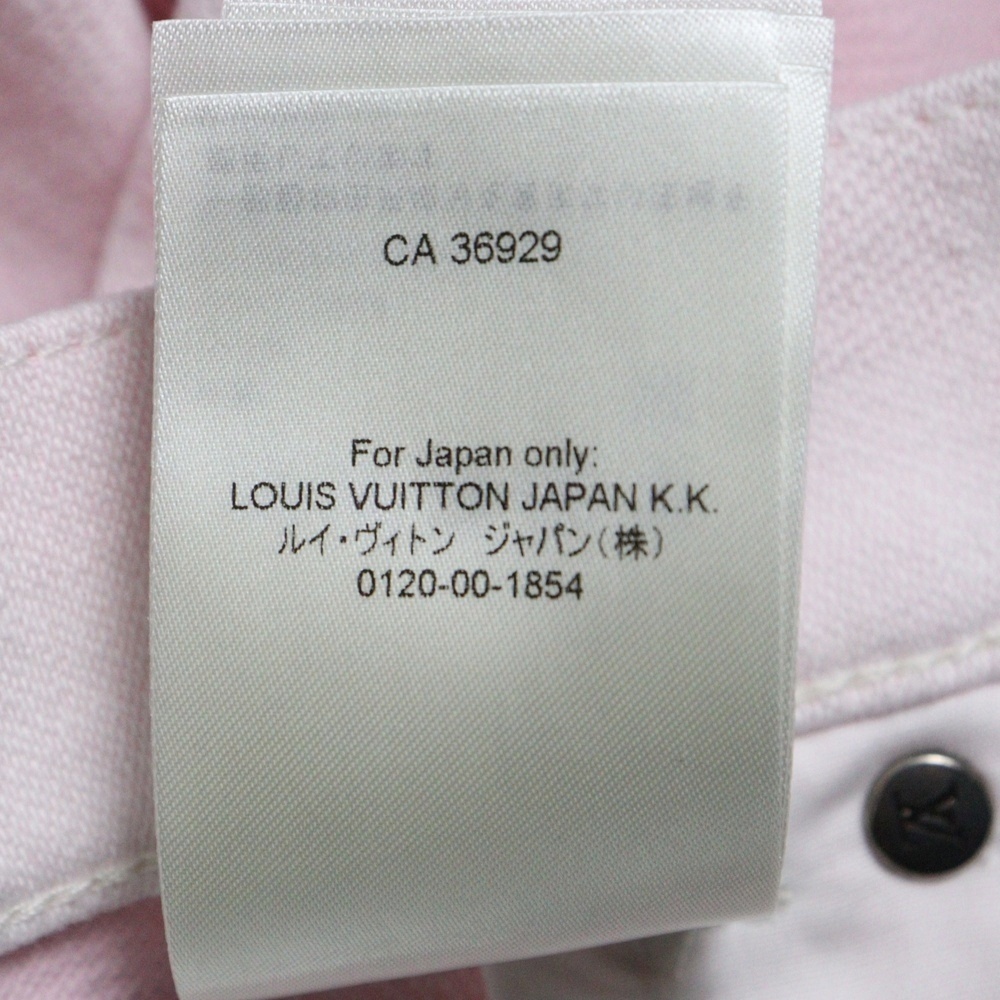 CA 36929
For Japan only:
LOUIS VUITTON JAPAN K.K.
ルイ・ヴィトン ジャパン(株)
0120-00-1854